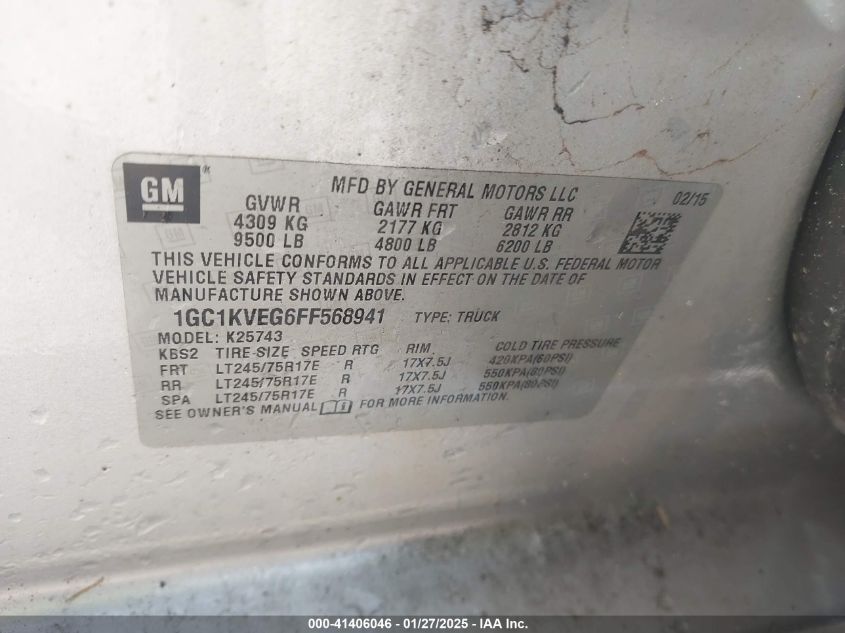 GM
MFD BY GENERAL MOTORS LLC 02/15
GVWR GAWR FRT GAWR RR
4309 KG 2177 KG 2812 KG
9500 LB 4800 LB 6200 LB
THIS VEHICLE CONFORMS TO ALL APPLICABLE U.S. FEDERAL MOTOR
VEHICLE SAFETY STANDARDS IN EFFECT ON THE DATE OF
MANUFACTURE SHOWN ABOVE.
1GC1KVEG6FF568941 TYPE: TRUCK
MODEL: K25743
KBS2 TIRE-SIZE SPEED RTG RIM COLD TIRE PRESSURE
FRT LT245/75R17E R 17X7.5J 420KPA(60PSI)
RR LT245/75R17E R 17X7.5J 550KPA(80PSI)
SPA LT245/75R17E R 17X7.5J 550KPA(80PSI)
SEE OWNER'S MANUAL FOR MORE INFORMATION.
000-41406046 — 01/27/2025 — IAA Inc.